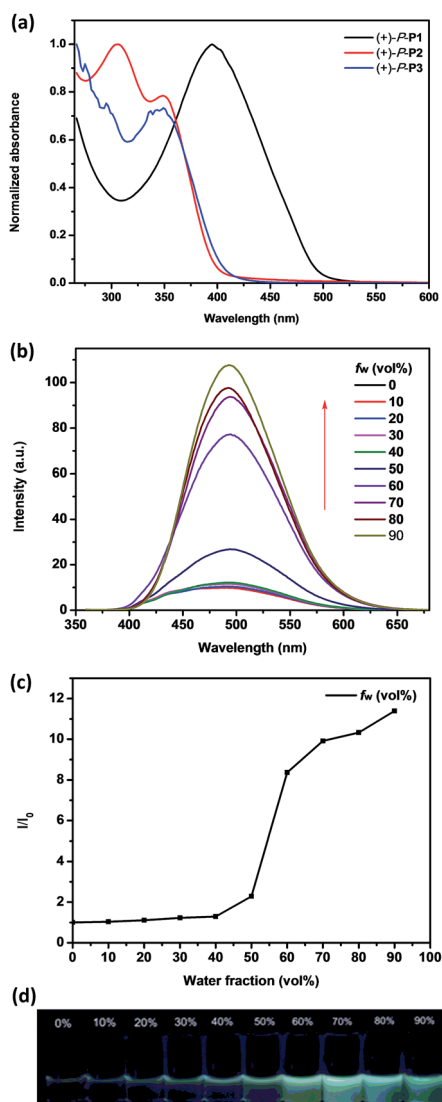 (a)
(+)-P-P1
(+)-P-P2
(+)-P-P3
Normalized absorbance
1.0
0.8
0.6
0.4
0.2
0.0
300 350 400 450 500 550 600
Wavelength (nm)
(b)
fw (vol%)
0
10
20
30
40
50
60
70
80
90
Intensity (a.u.)
100
80
60
40
20
0
350 400 450 500 550 600 650
Wavelength (nm)
(c)
fw (vol%)
I/I0
12
10
8
6
4
2
0
0 10 20 30 40 50 60 70 80 90 100
Water fraction (vol%)
(d)
0% 10% 20% 30% 40% 50% 60% 70% 80% 90%